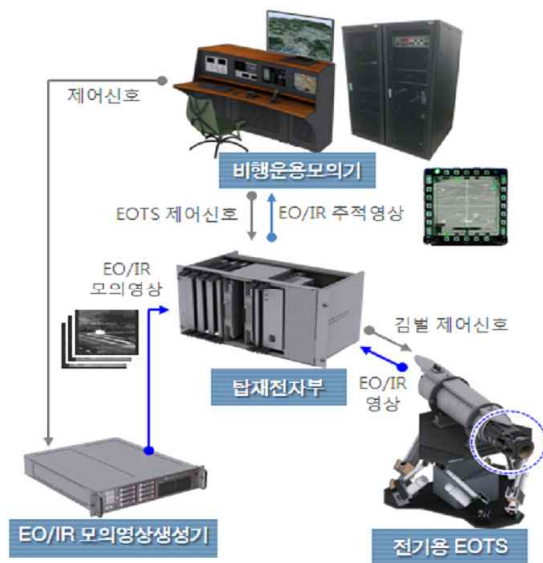 제어신호
비행운용모의기
EOTS 제어신호
EO/IR 추적영상
EO/IR
모의영상
김벌 제어신호
EO/IR
영상
탑재전자부
EO/IR 모의영상생성기
전기용 EOTS